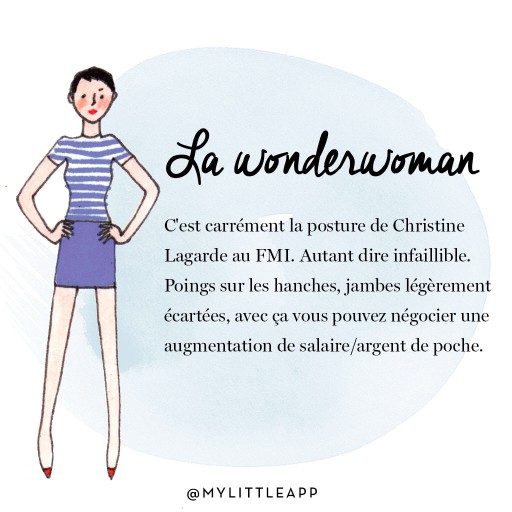 La wonderwoman
C'est carrément la posture de Christine
Lagarde au FMI. Autant dire infaillible.
Poings sur les hanches, jambes légèrement
écartées, avec ça vous pouvez négocier une
augmentation de salaire/argent de poche.
@MYLITTLEAPP